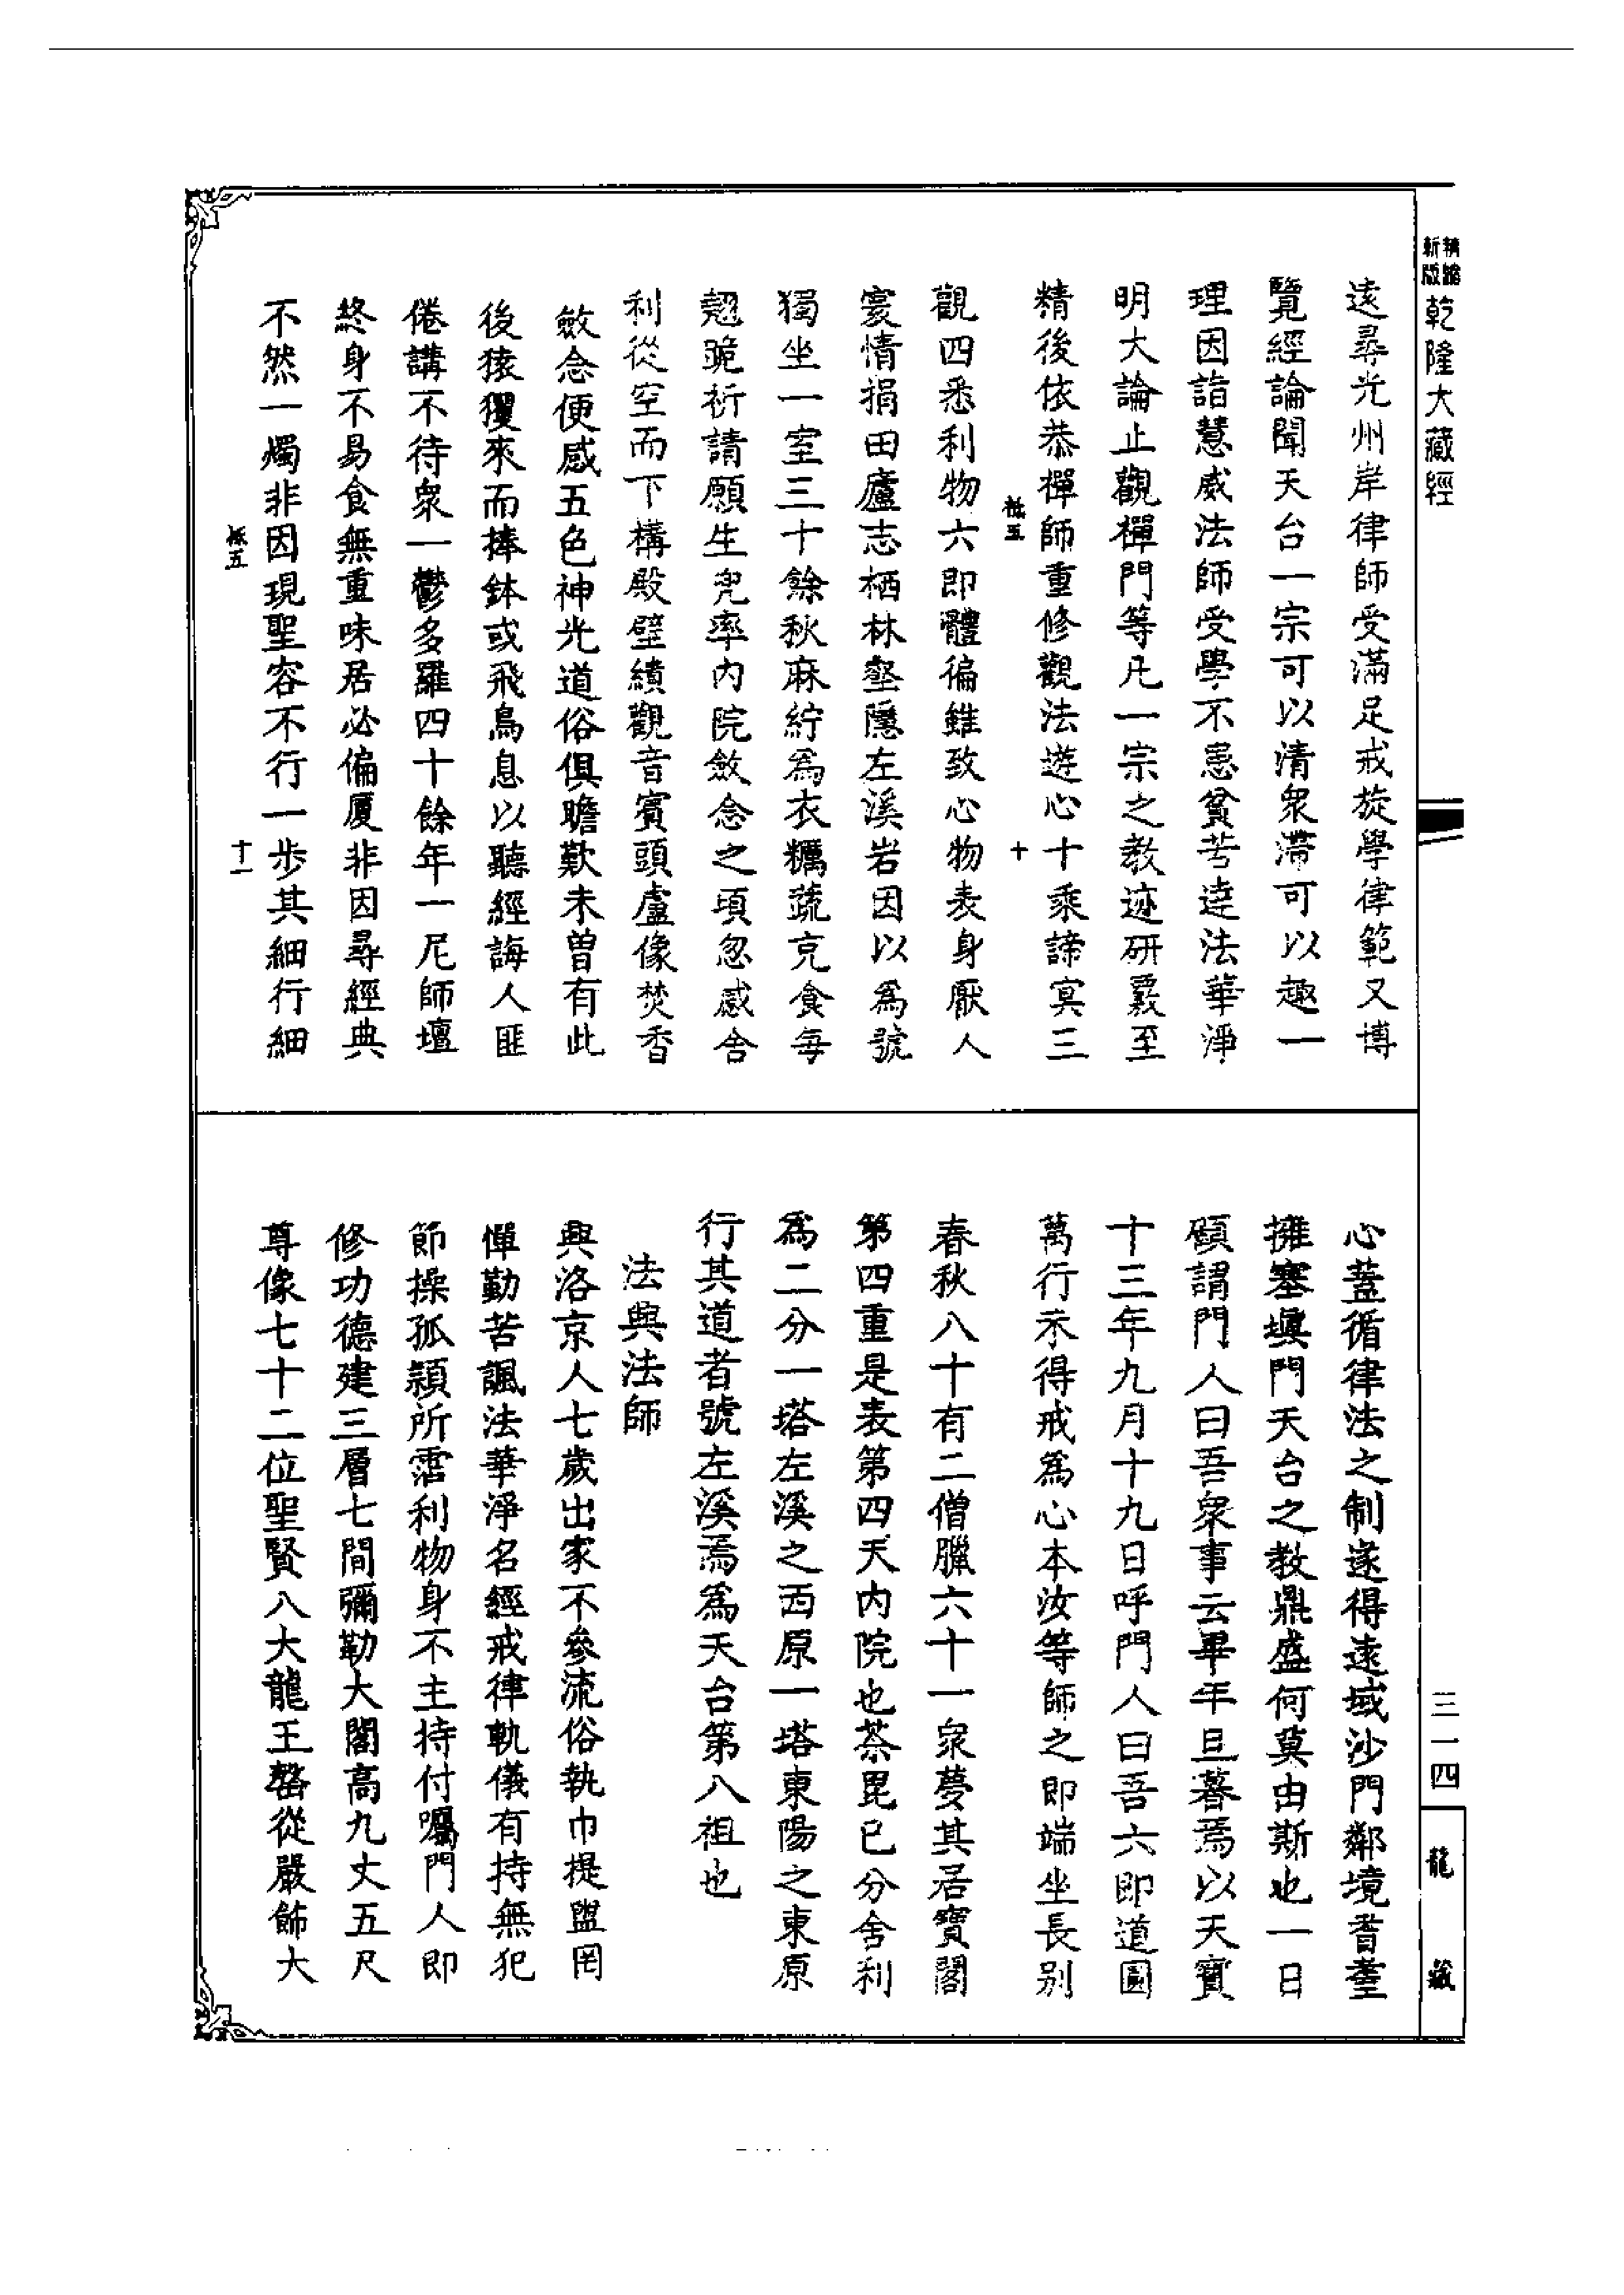 精縮新版
乾隆大藏經
遠尋光州岸律師受滿足戒旋學律範又博
覽經論聞天台一宗可以清衆滯可以趣一
理因詣慧威法師受學不患貧苦達法華淨
明大論止觀禪門等凡一宗之教迹研覈至
精後依恭禪師重修觀法遊心十乘諦冥三
觀四悉利物六即體徧雖致心物表身厭人
寰情捐田廬志栖林壑隱左溪岩因以爲號
獨坐一室三十餘秋麻紵爲衣糲蔬充食每
翹跪祈請願生兜率內院斂念之頃忽感舍
利從空而下搆殿壁繢觀音賓頭盧像焚香
斂念便感五色神光道俗俱瞻歎未曾有此
後猿玃來而捧鉢或飛鳥息以聽經誨人匪
倦講不待衆一鬱多羅四十餘年一尼師壇
終身不易食無重味居必偏廈非因尋經典
不然一燭非因現聖容不行一步其細行細
心蓋循律法之制遂得遠域沙門鄰境耆耋
擁塞填門天台之教鼎盛何莫由斯也一日
顧謂門人曰吾衆事云畢年旦暮焉以天寶
十三年九月十九日呼門人曰吾六即道圓
萬行不得戒爲心本汝等師之即端坐長別
春秋八十有二僧臘六十一衆夢其居寶閣
第四重是表第四天內院也茶毘已分舍利
爲二分一塔左溪之西原一塔東陽之東原
行其道者號左溪焉爲天台第八祖也
法興法師
興洛京人七歲出家不參流俗執巾提盥罔
憚勤苦諷法華淨名經戒律軌儀有持無犯
節操孤穎所霑利物身不主持付囑門人即
修功德建三層七間彌勒大閣高九丈五尺
尊像七十二位聖賢八大龍王罄從嚴飾大
三一四
龍藏